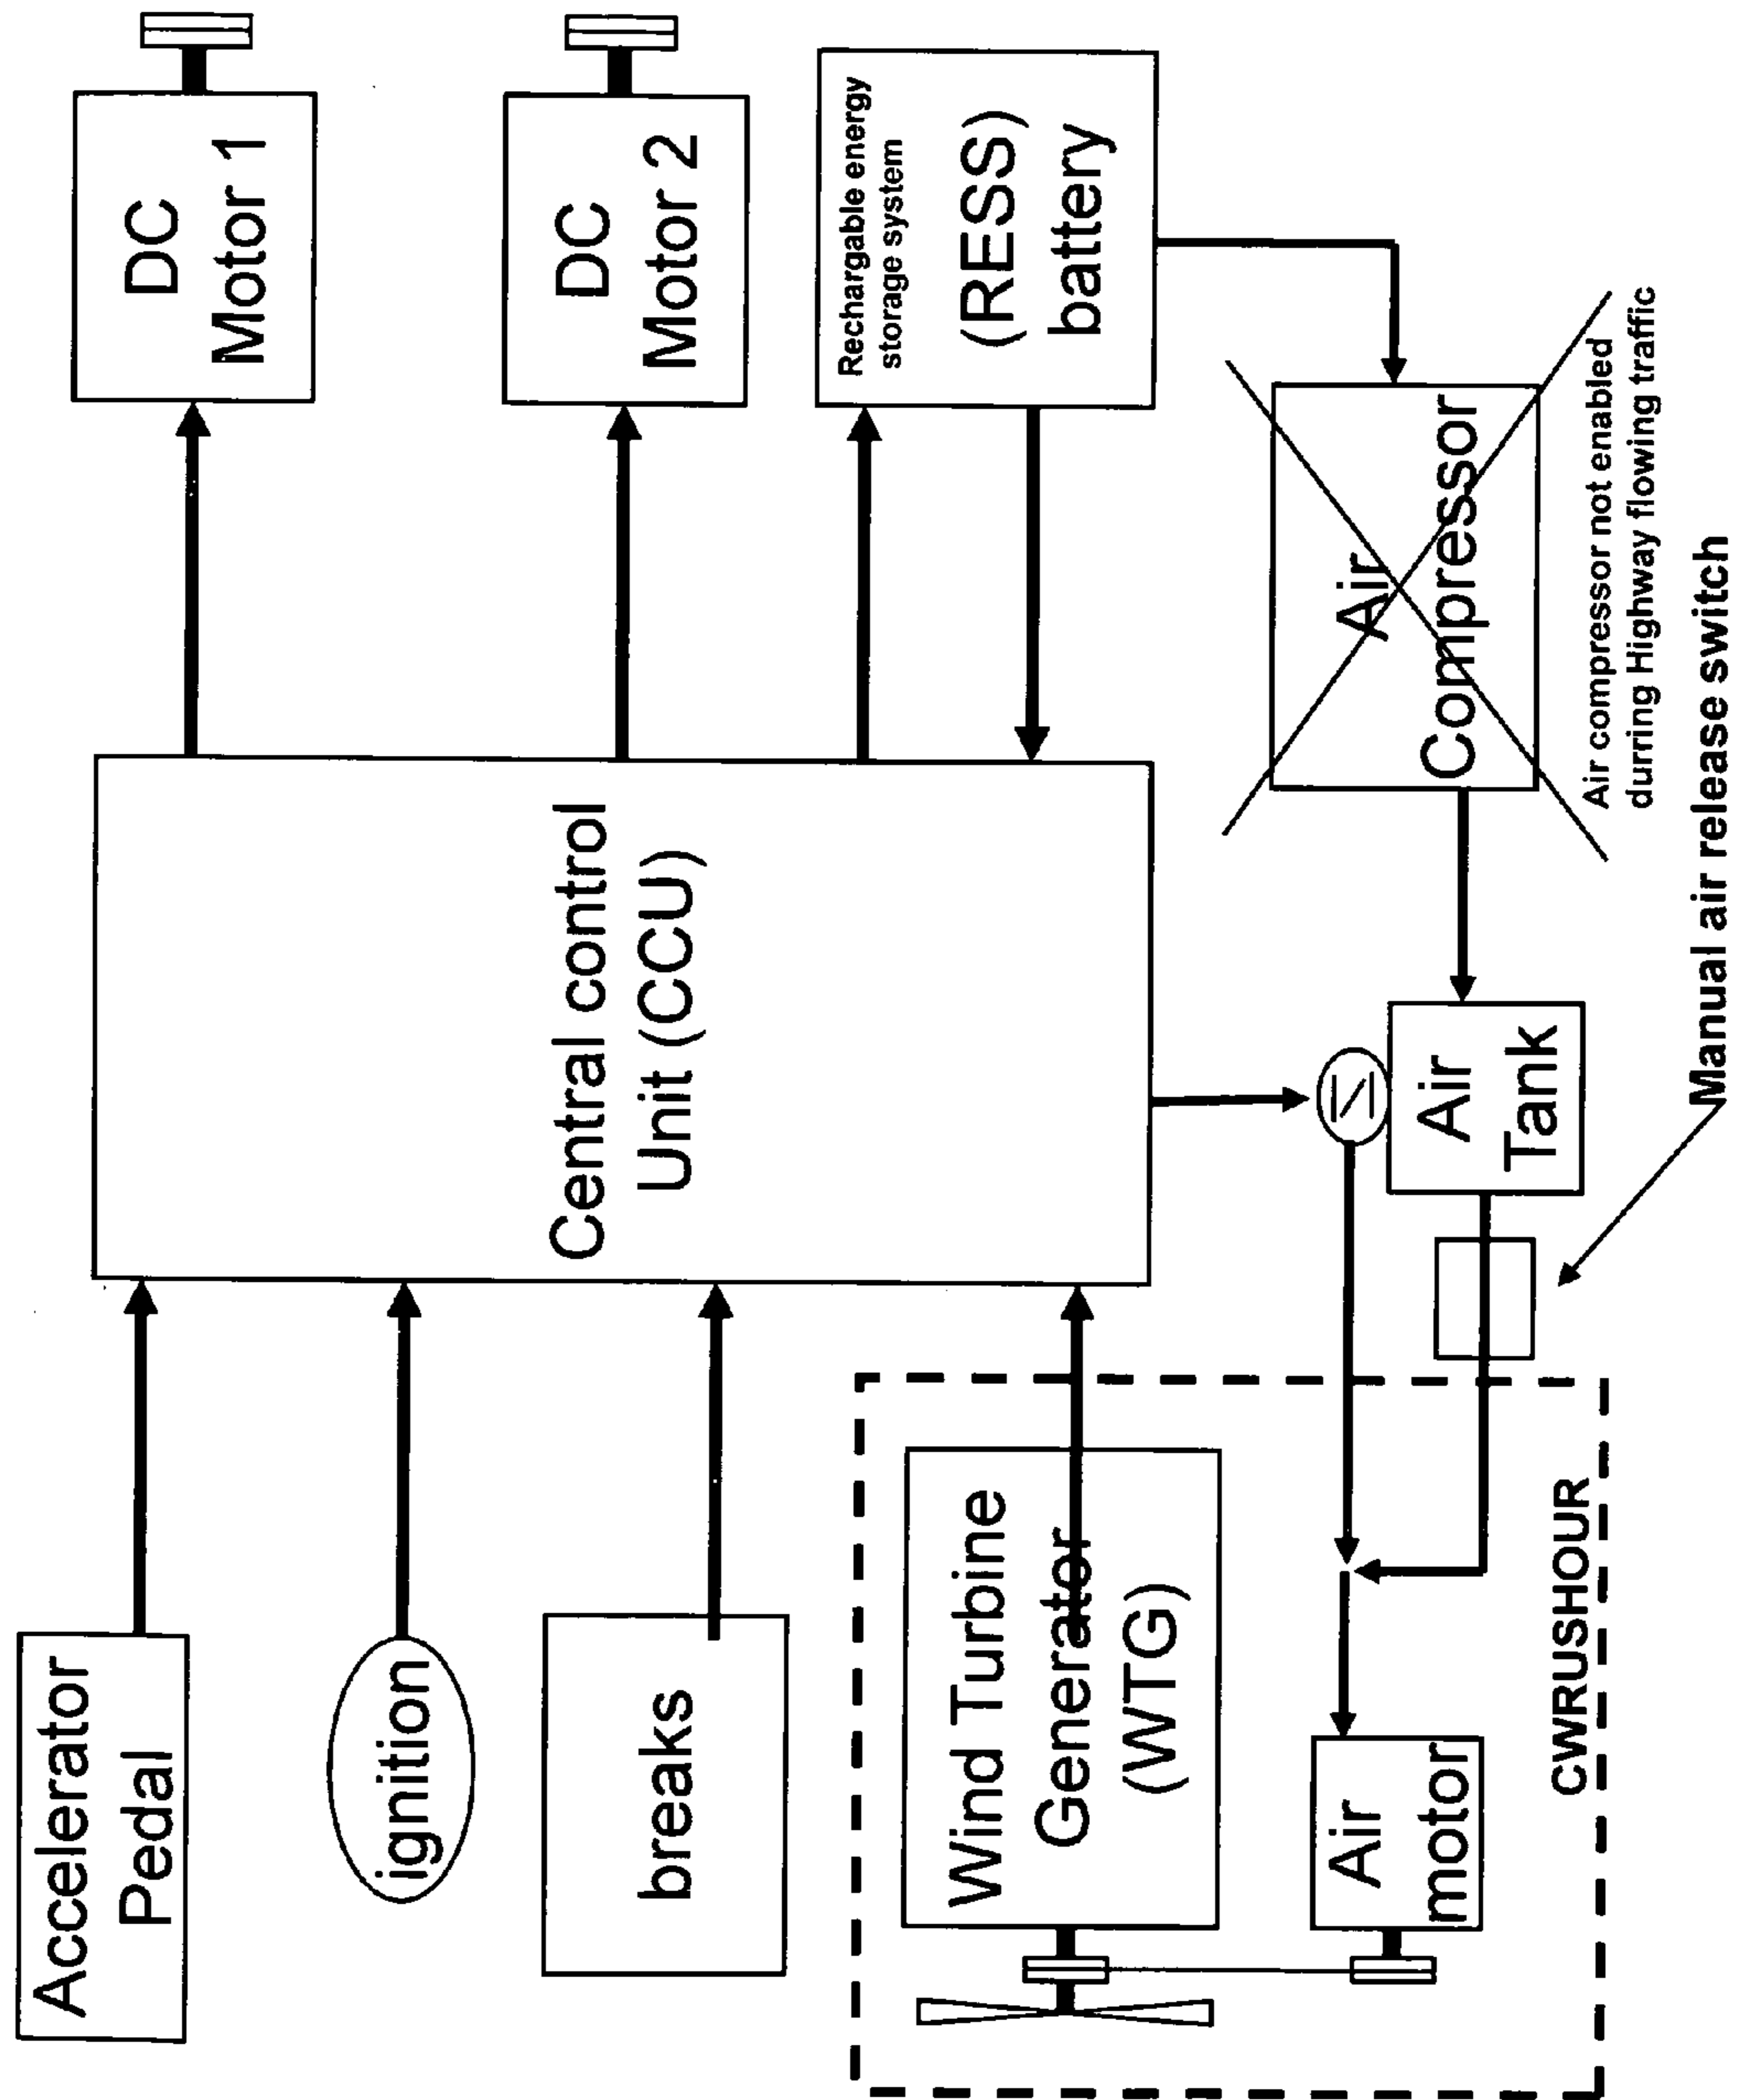 Accelerator
Pedal
ignition
breaks
Wind Turbine
Generator
(WTG)
Air
motor
CWRUSHOUR
Central control
Unit (CCU)
Air
Tank
Manual air release switch
DC
Motor 1
DC
Motor 2
Rechargable energy
storage system
(RESS)
battery
Air
Compressor
Air compressor not enabled
durring Highway flowing traffic